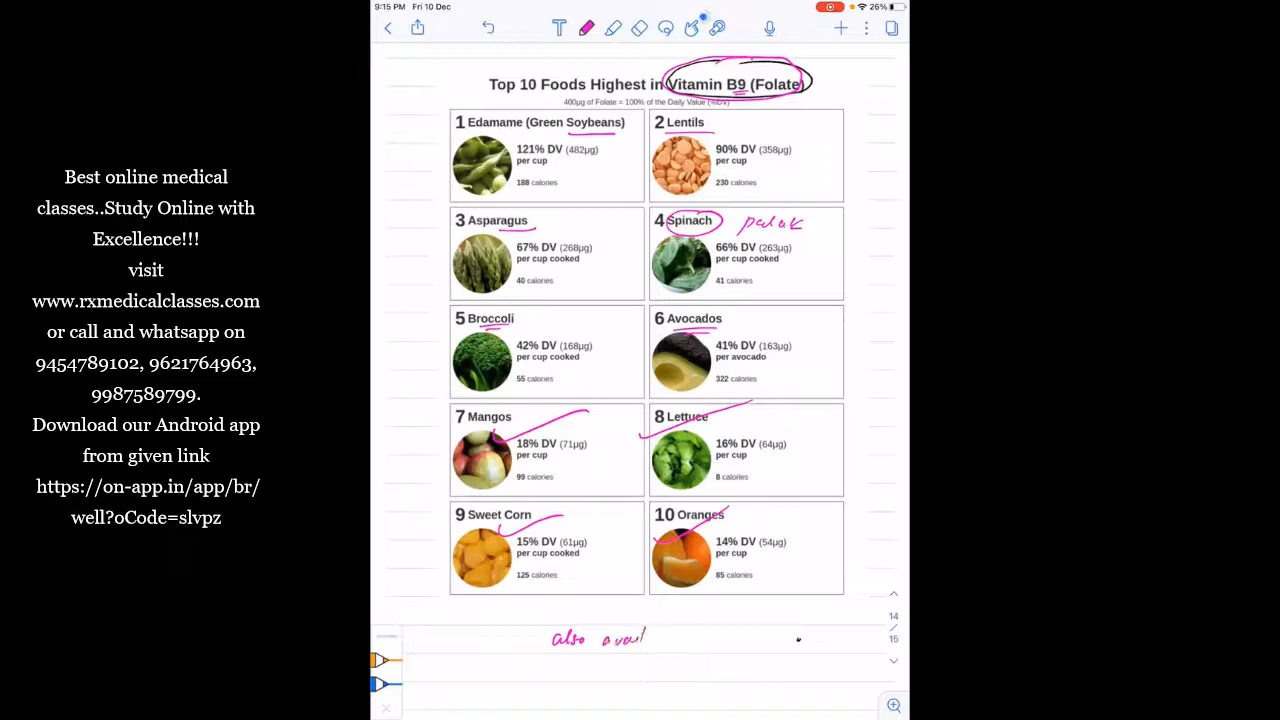 9:15 PM Fri 10 Dec
26%
Best online medical
classes..Study Online with
Excellence!!!
visit
www.rxmedicalclasses.com
or call and whatsapp on
9454789102, 9621764963,
9987589799.
Download our Android app
from given link
https://on-app.in/app/br/
well?oCode=slvpz
Top 10 Foods Highest in Vitamin B9 (Folate)
400µg of Folate = 100% of the Daily Value (%DV)
1 Edamame (Green Soybeans)
121% DV (482µg)
per cup
188 calories
2 Lentils
90% DV (358µg)
per cup
230 calories
3 Asparagus
67% DV (268µg)
per cup cooked
40 calories
4 Spinach palak
66% DV (263µg)
per cup cooked
41 calories
5 Broccoli
42% DV (168µg)
per cup cooked
55 calories
6 Avocados
41% DV (163µg)
per avocado
322 calories
7 Mangos
18% DV (71µg)
per cup
99 calories
8 Lettuce
16% DV (64µg)
per cup
8 calories
9 Sweet Corn
15% DV (61µg)
per cup cooked
125 calories
10 Oranges
14% DV (54µg)
per cup
85 calories
14
/
15
also avail